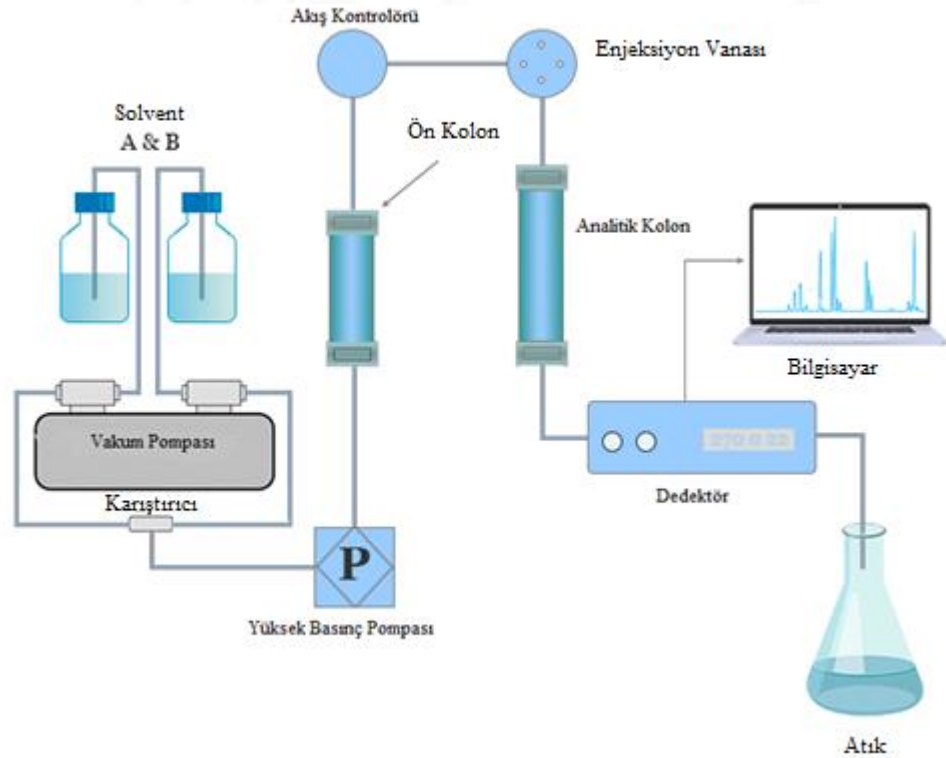 Akış Kontrolörü
Enjeksiyon Vanası
Solvent
A & B
Ön Kolon
Analitik Kolon
Bilgisayar
Vakum Pompası
Karıştırıcı
Dedektör
P
Yüksek Basınç Pompası
Atık